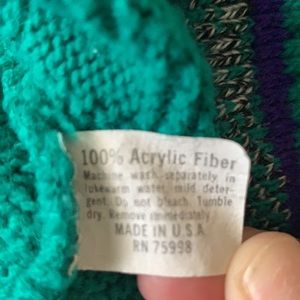 100% Acrylic Fiber
Machine wash separately in
lukewarm water, mild deter-
gent. Do not bleach. Tumble
dry. Remove immediately.
MADE IN U.S.A.
RN 75998